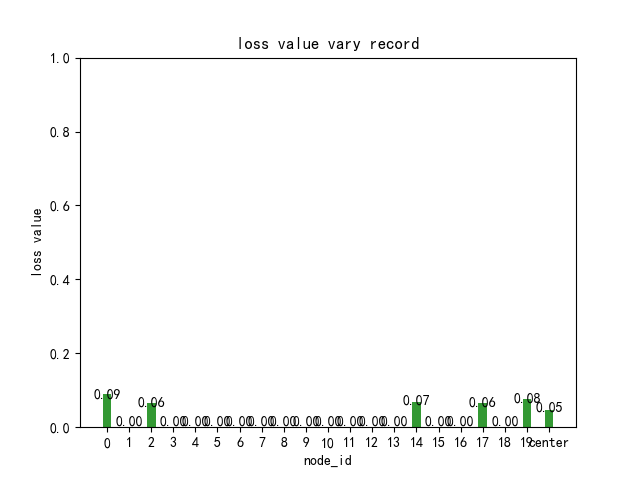 loss value vary record
1.0
0.8
0.6
0.4
0.2
0.0
loss value
0.09 0.00 0.06 0.00 0.00 0.00 0.00 0.00 0.00 0.00 0.00 0.00 0.00 0.00 0.07 0.00 0.00 0.06 0.00 0.08 0.05
0 1 2 3 4 5 6 7 8 9 10 11 12 13 14 15 16 17 18 19 center
node_id